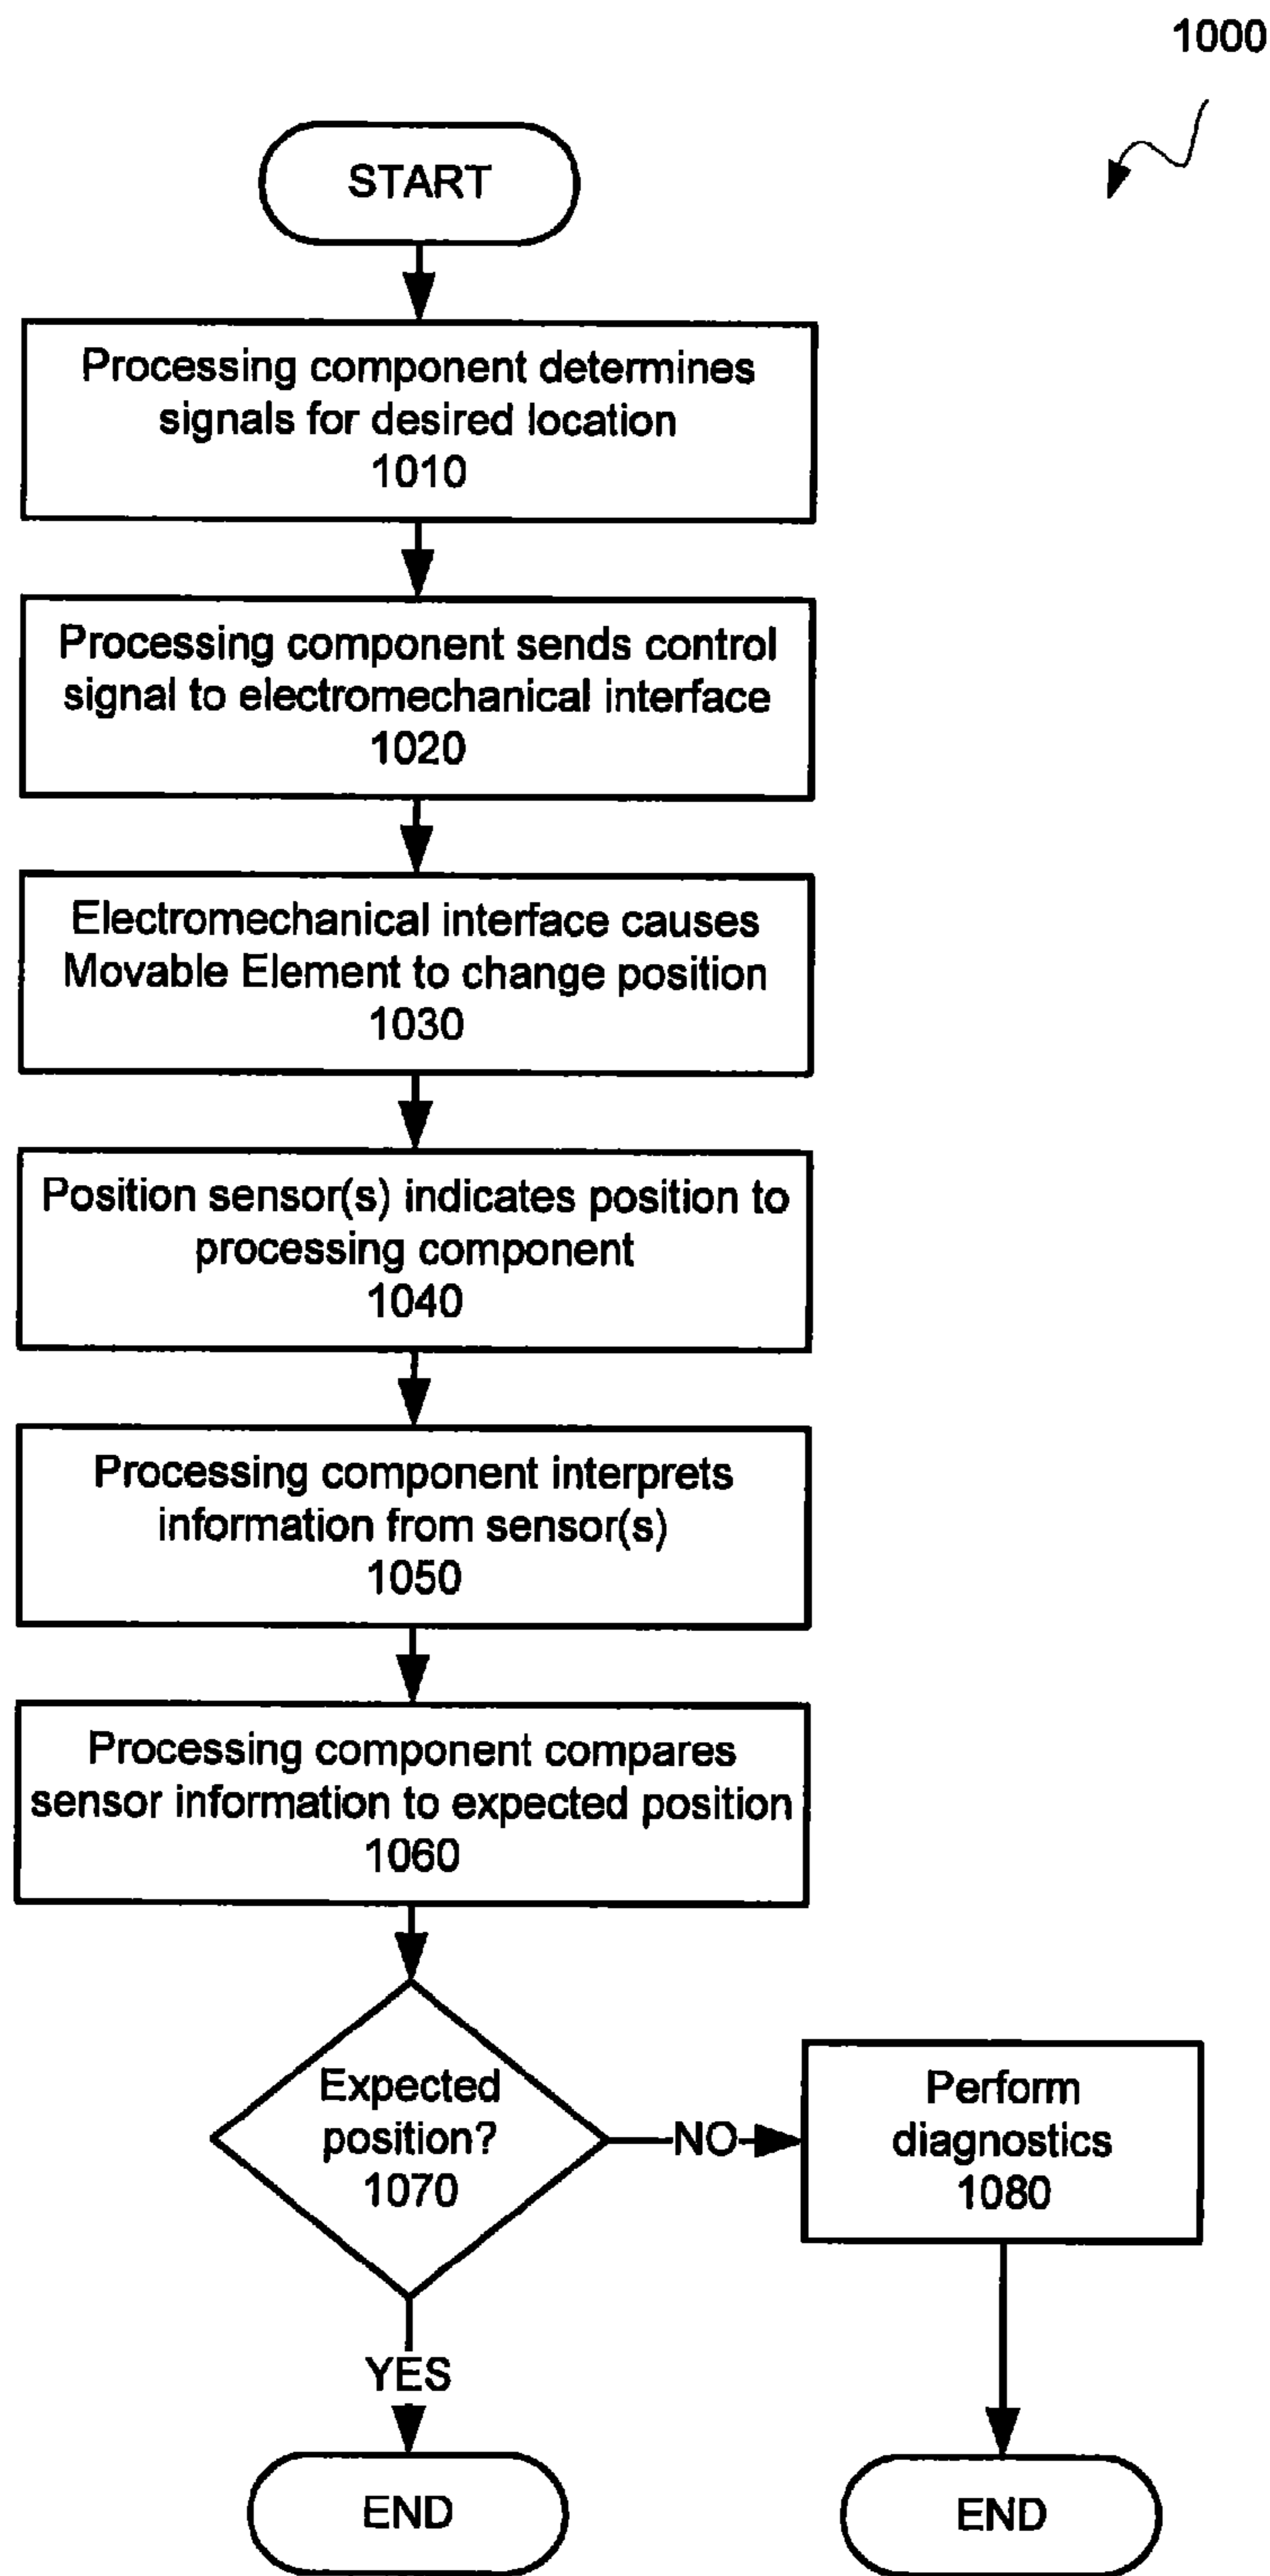 1000
START
Processing component determines
signals for desired location
1010
Processing component sends control
signal to electromechanical interface
1020
Electromechanical interface causes
Movable Element to change position
1030
Position sensor(s) indicates position to
processing component
1040
Processing component interprets
information from sensor(s)
1050
Processing component compares
sensor information to expected position
1060
Expected
position?
1070
NO
Perform
diagnostics
1080
YES
END
END